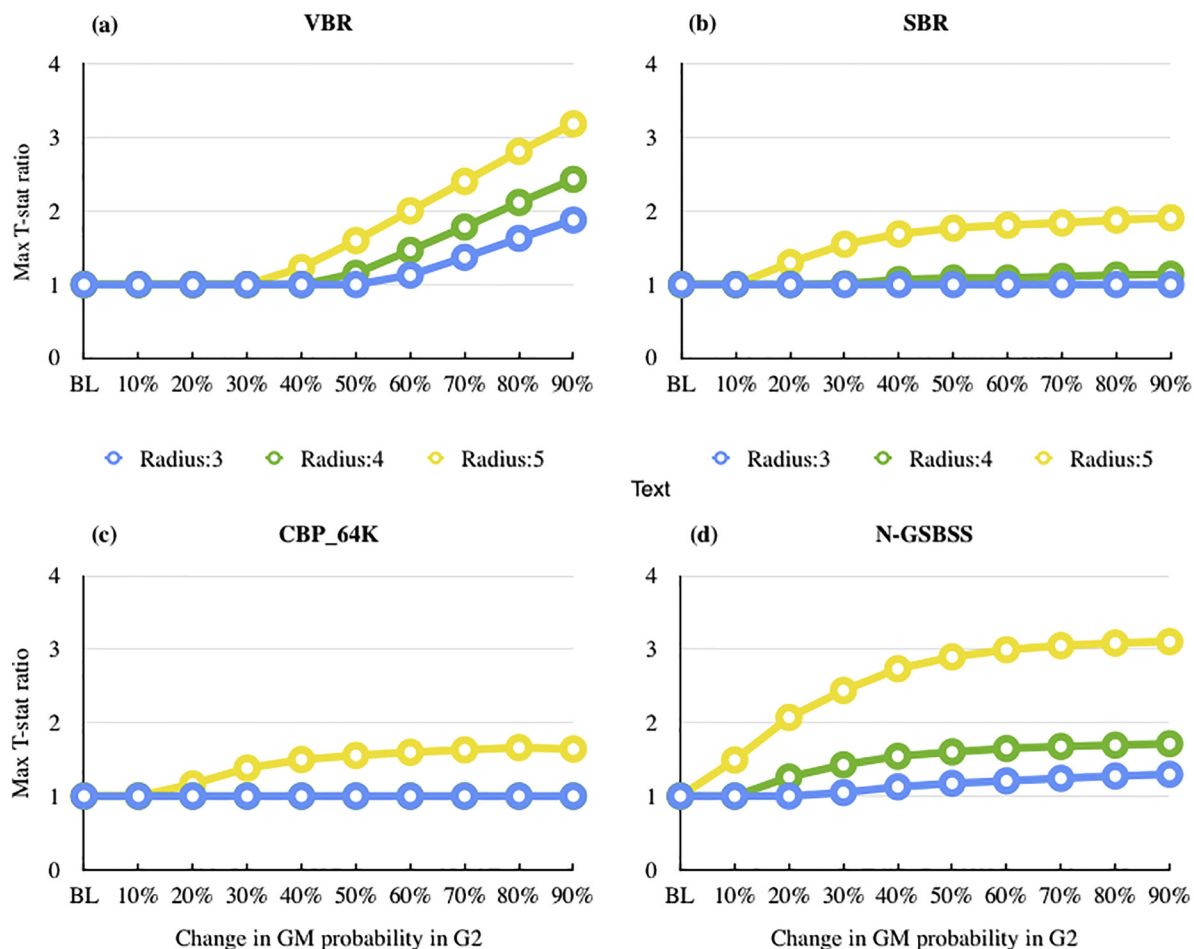 (a) VBR
(b) SBR
Max T-stat ratio
4
3
2
1
0
BL 10% 20% 30% 40% 50% 60% 70% 80% 90%
4
3
2
1
0
BL 10% 20% 30% 40% 50% 60% 70% 80% 90%
Radius:3 Radius:4 Radius:5
Radius:3 Radius:4 Radius:5
Text
(c) CBP_64K
(d) N-GSBSS
Max T-stat ratio
4
3
2
1
0
BL 10% 20% 30% 40% 50% 60% 70% 80% 90%
Change in GM probability in G2
4
3
2
1
0
BL 10% 20% 30% 40% 50% 60% 70% 80% 90%
Change in GM probability in G2